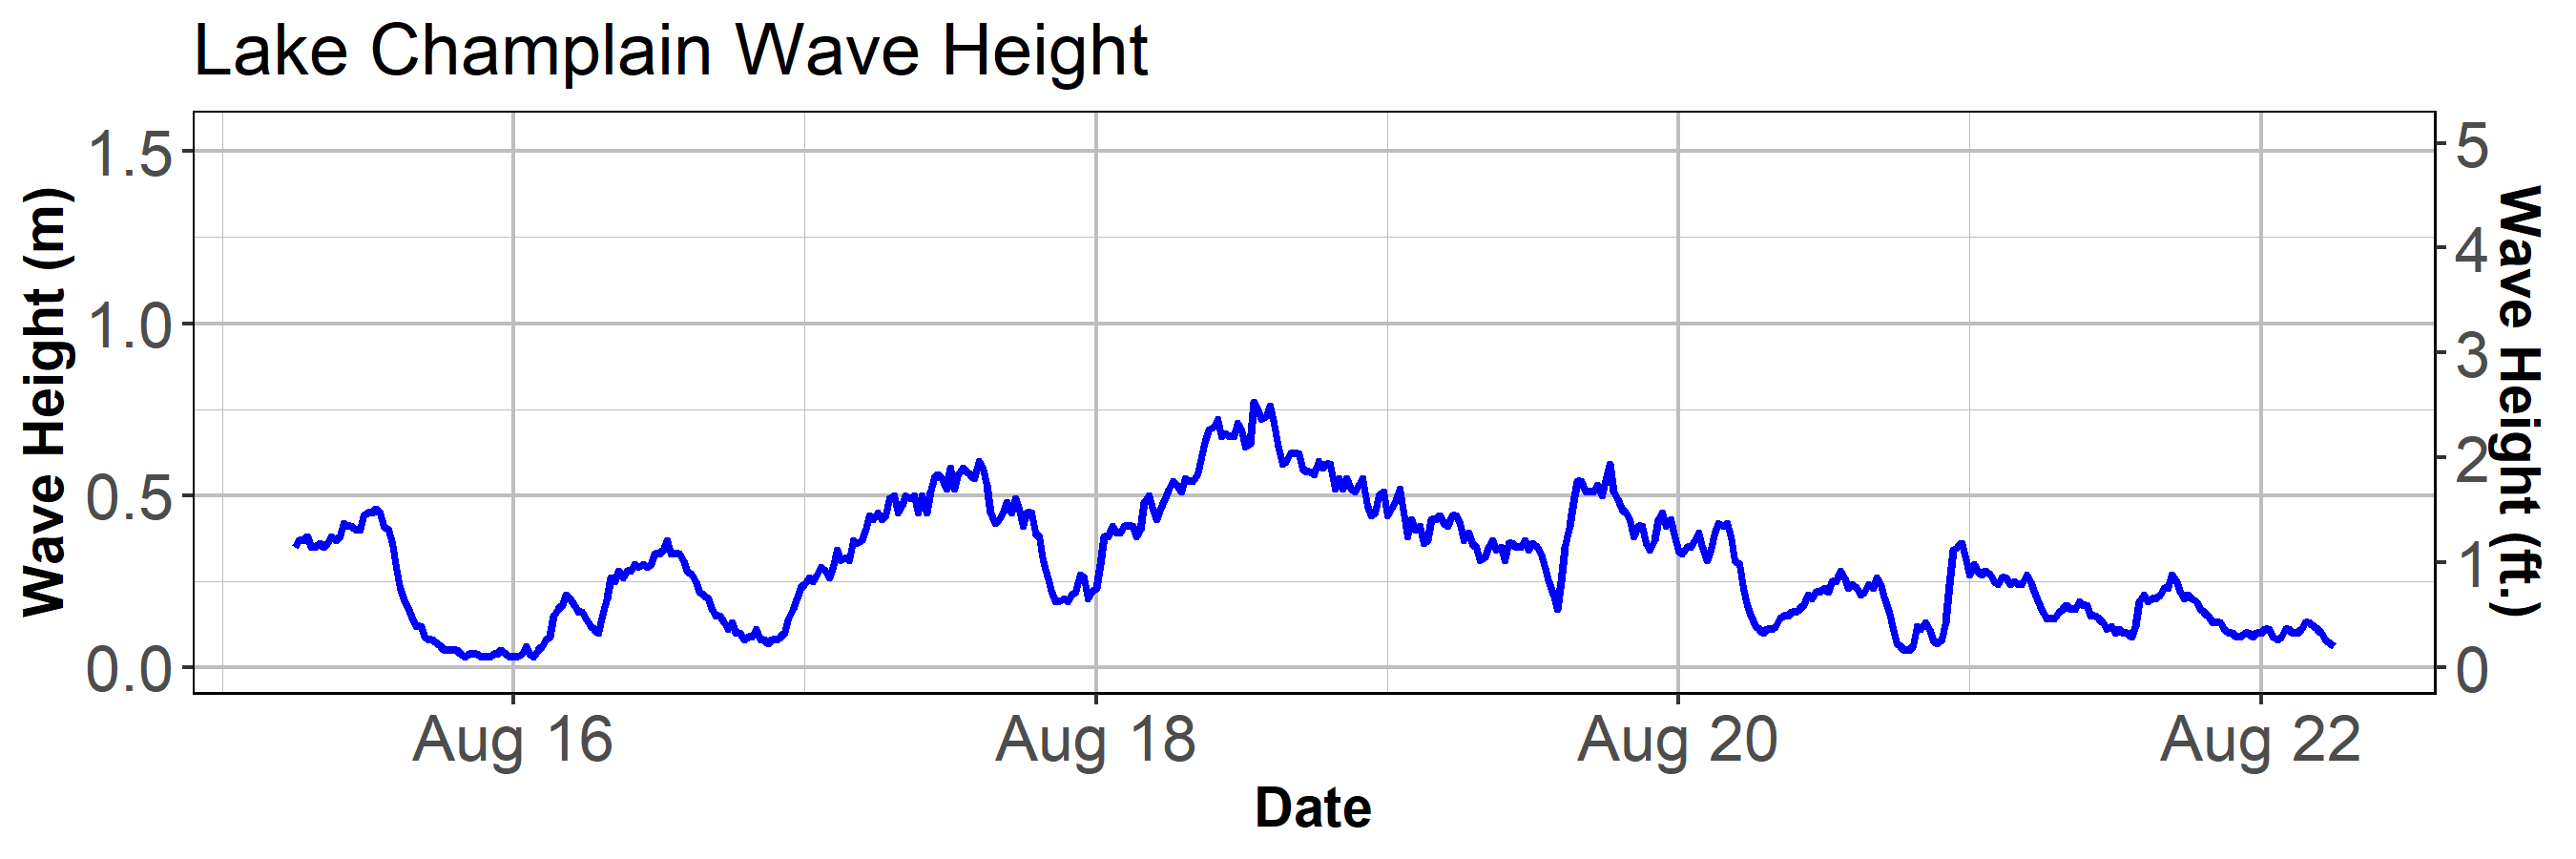 Lake Champlain Wave Height
Wave Height (m)
1.5
1.0
0.5
0.0
5
4
3
2
1
0
Wave Height (ft.)
Aug 16
Aug 18
Aug 20
Aug 22
Date